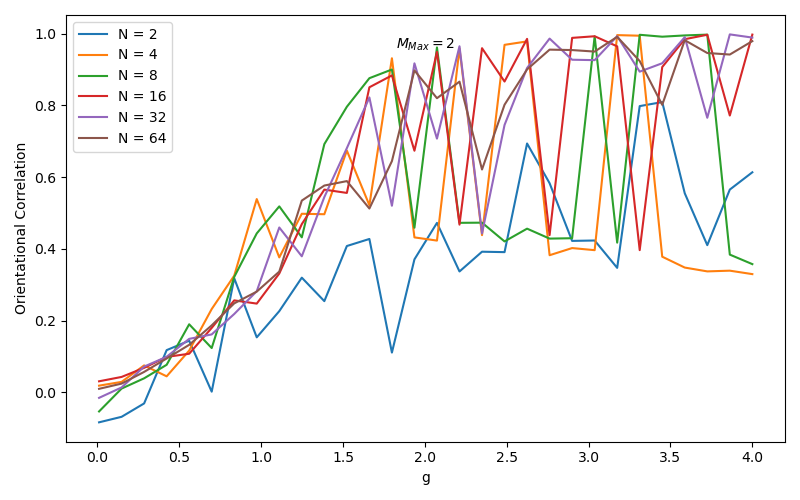 N = 2
N = 4
N = 8
N = 16
N = 32
N = 64
M_{Max} = 2
Orientational Correlation
1.0
0.8
0.6
0.4
0.2
0.0
0.0 0.5 1.0 1.5 2.0 2.5 3.0 3.5 4.0
g